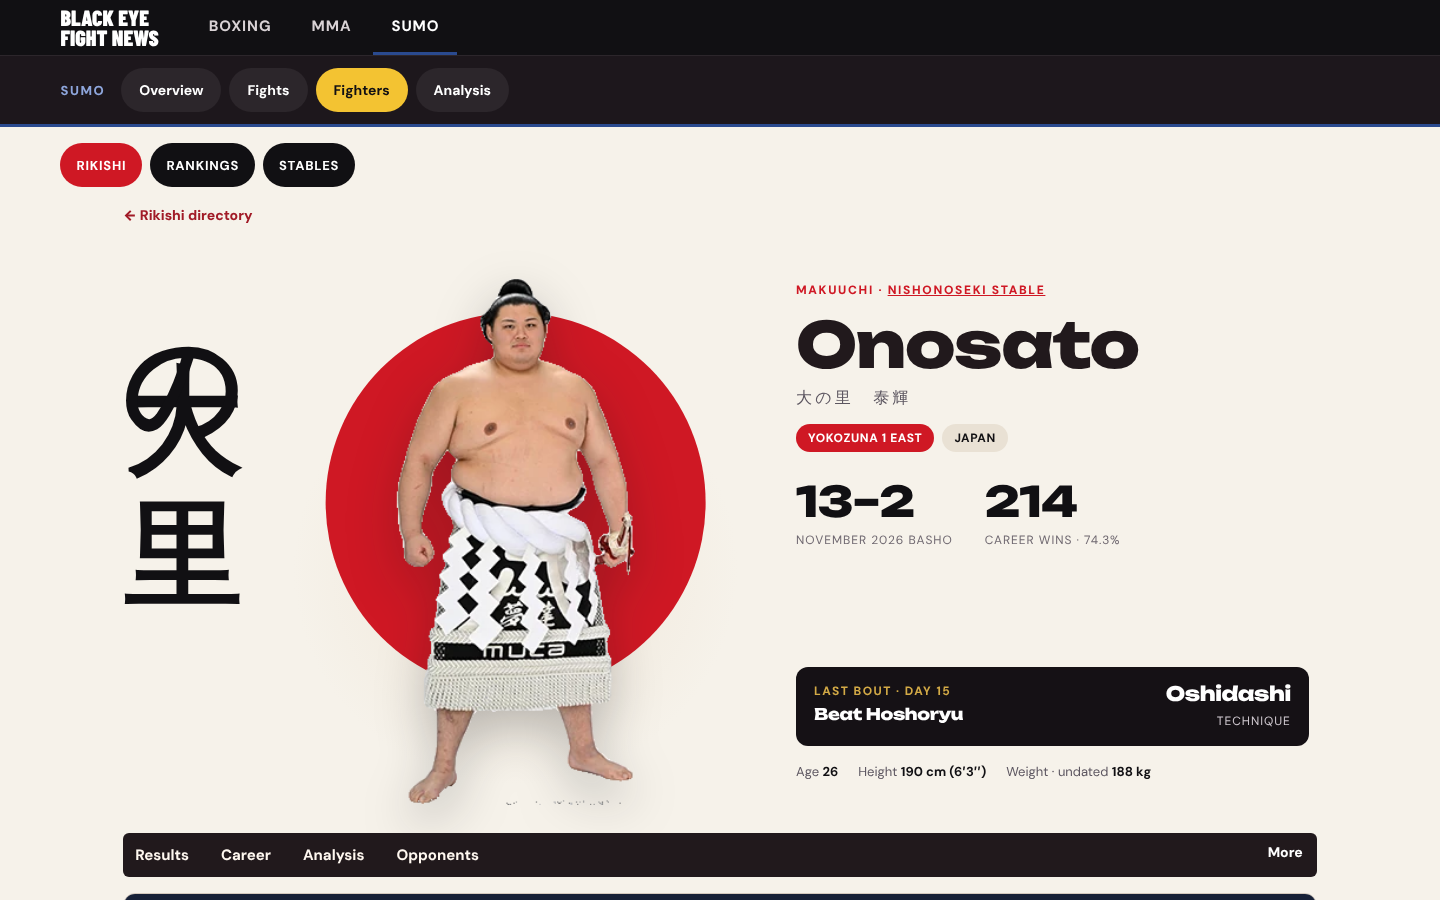 BLACK EYE
FIGHT NEWS
BOXING MMA SUMO
SUMO Overview Fights Fighters Analysis
RIKISHI RANKINGS STABLES
← Rikishi directory
MAKUUCHI · NISHONOSEKI STABLE
Onosato
大の里 泰輝
YOKOZUNA 1 EAST JAPAN
13–2 214
NOVEMBER 2026 BASHO CAREER WINS · 74.3%
里
muta
LAST BOUT · DAY 15
Beat Hoshoryu
Oshidashi
TECHNIQUE
Age 26 Height 190 cm (6′3″) Weight · undated 188 kg
Results Career Analysis Opponents More